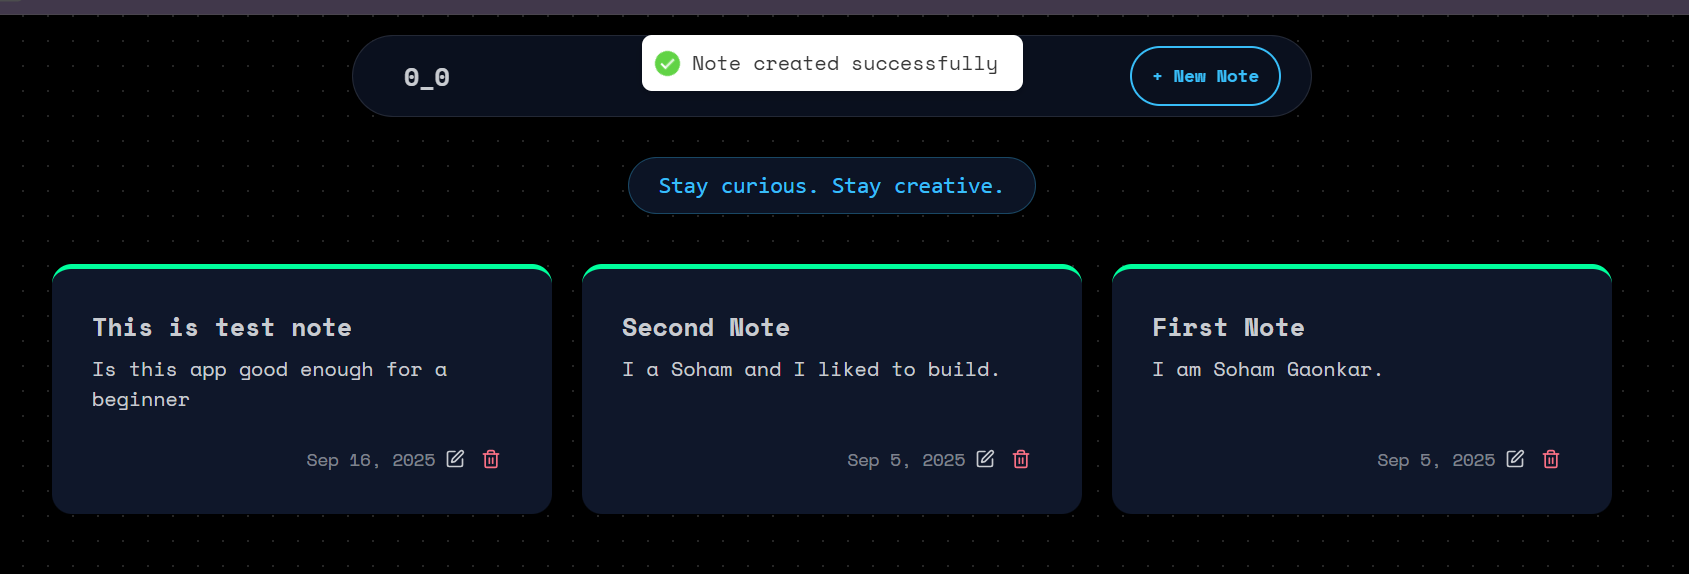 0_0
Note created successfully
+ New Note
Stay curious. Stay creative.
This is test note
Is this app good enough for a
beginner
Sep 16, 2025
Second Note
I a Soham and I liked to build.
Sep 5, 2025
First Note
I am Soham Gaonkar.
Sep 5, 2025